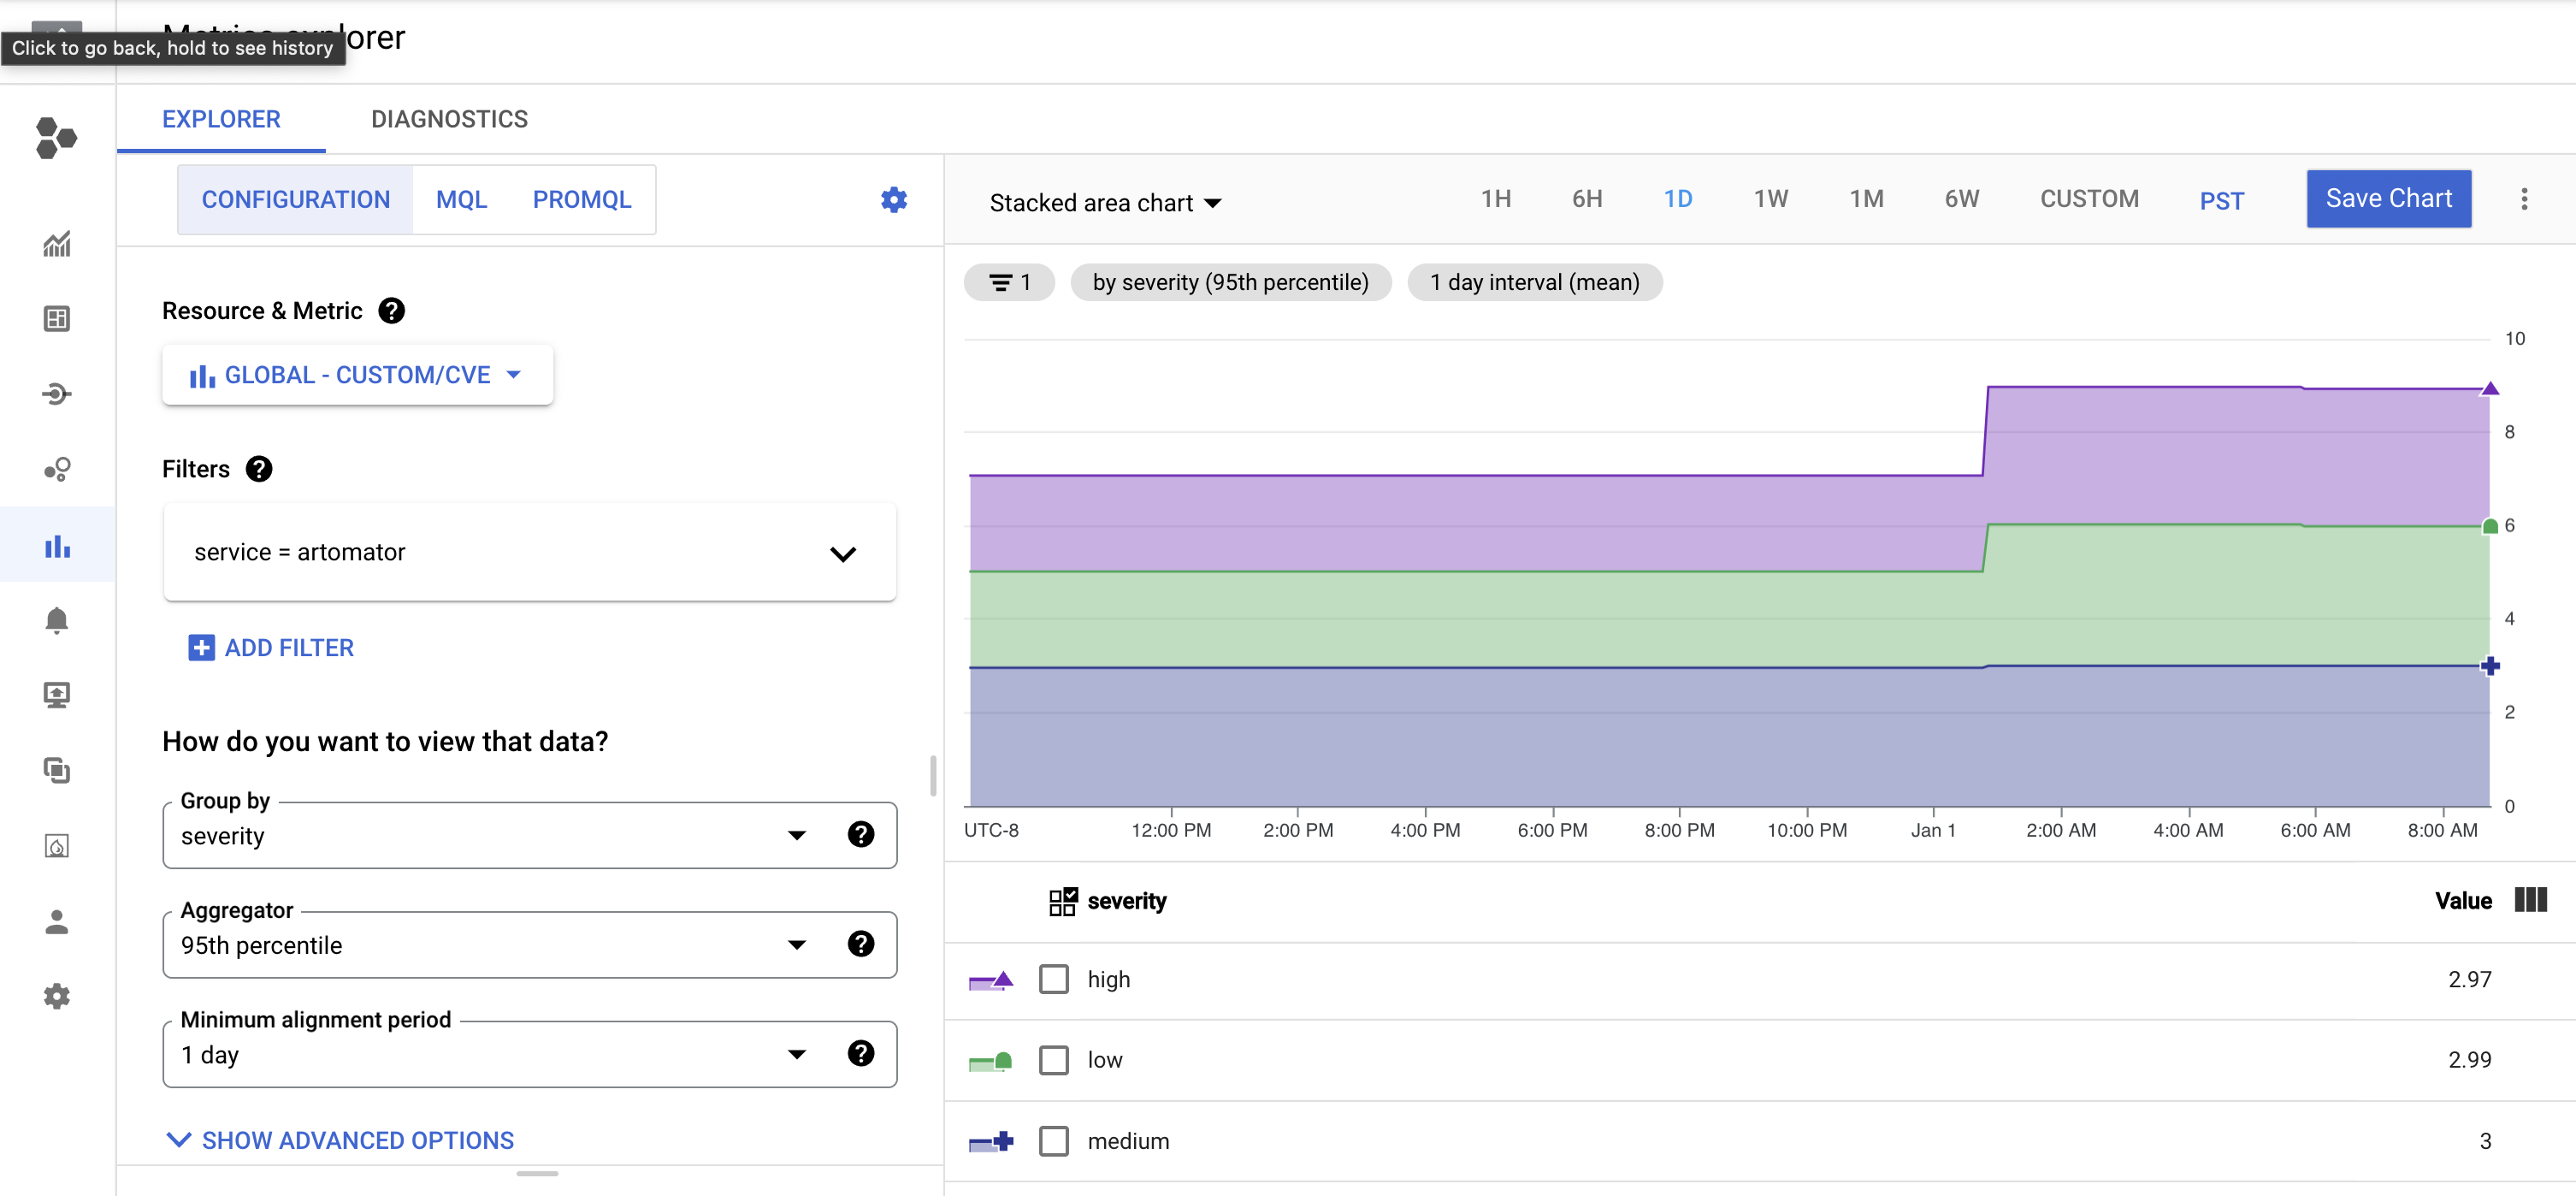 orer
Click to go back, hold to see history
EXPLORER
DIAGNOSTICS
CONFIGURATION
MQL
PROMQL
Resource & Metric
GLOBAL - CUSTOM/CVE
Filters
service = artomator
ADD FILTER
How do you want to view that data?
Group by
severity
Aggregator
95th percentile
Minimum alignment period
1 day
SHOW ADVANCED OPTIONS
Stacked area chart
1H 6H 1D 1W 1M 6W CUSTOM PST
Save Chart
1
by severity (95th percentile)
1 day interval (mean)
10
8
6
4
2
0
UTC-8 12:00 PM 2:00 PM 4:00 PM 6:00 PM 8:00 PM 10:00 PM Jan 1 2:00 AM 4:00 AM 6:00 AM 8:00 AM
severity Value
high 2.97
low 2.99
medium 3